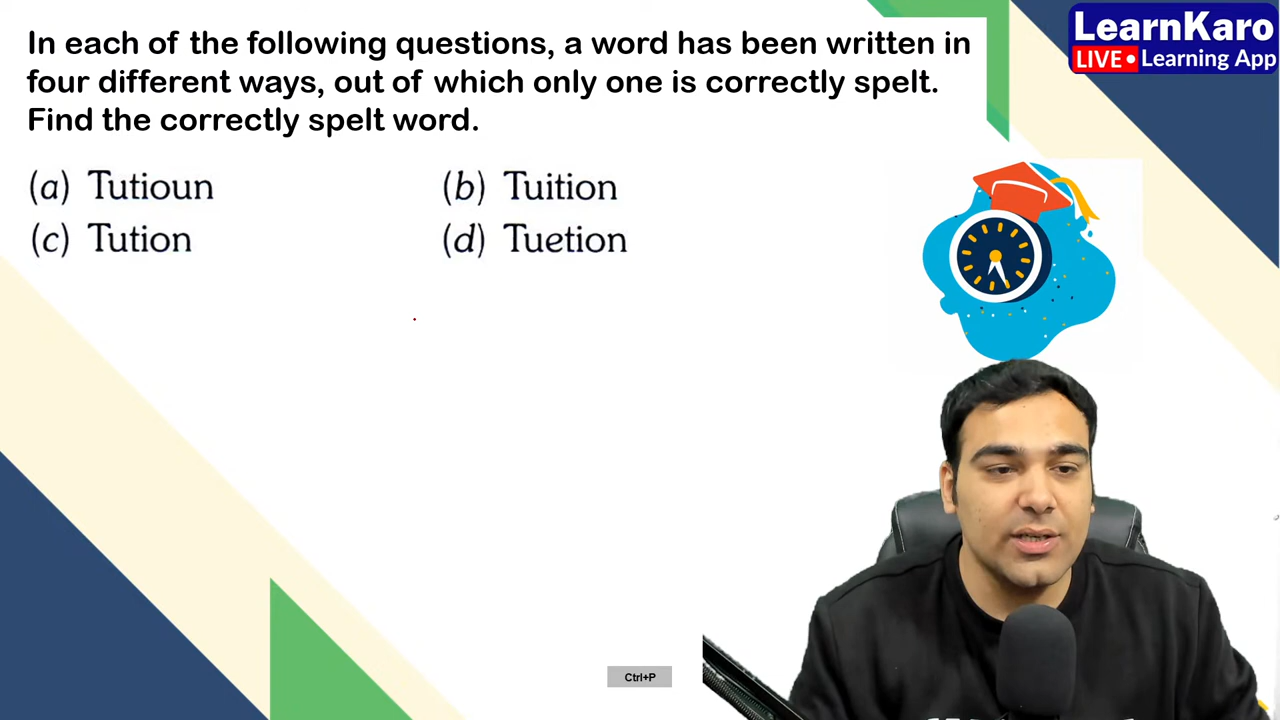 In each of the following questions, a word has been written in
four different ways, out of which only one is correctly spelt.
Find the correctly spelt word.
(a) Tutioun (b) Tuition
(c) Tution (d) Tuetion
LearnKaro
LIVE • Learning App
Ctrl+P